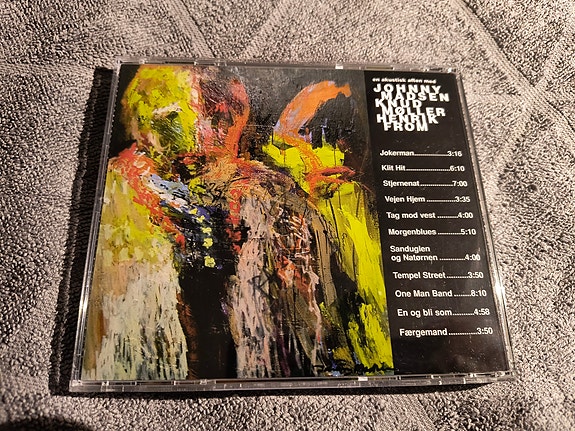 en akustisk aften med
JOHNNY
MADSEN
KNUD
MØLLER
HENRIK
FROM
Jokerman..............3:16
Klit Hit..................6:10
Stjernenat.............7:00
Vejen Hjem............3:35
Tag mod vest.........4:00
Morgenblues.........5:10
Sanduglen
og Natørnen..........4:00
Tempel Street........3:50
One Man Band.......8:10
En og bli som.........4:58
Færgemand...........3:50